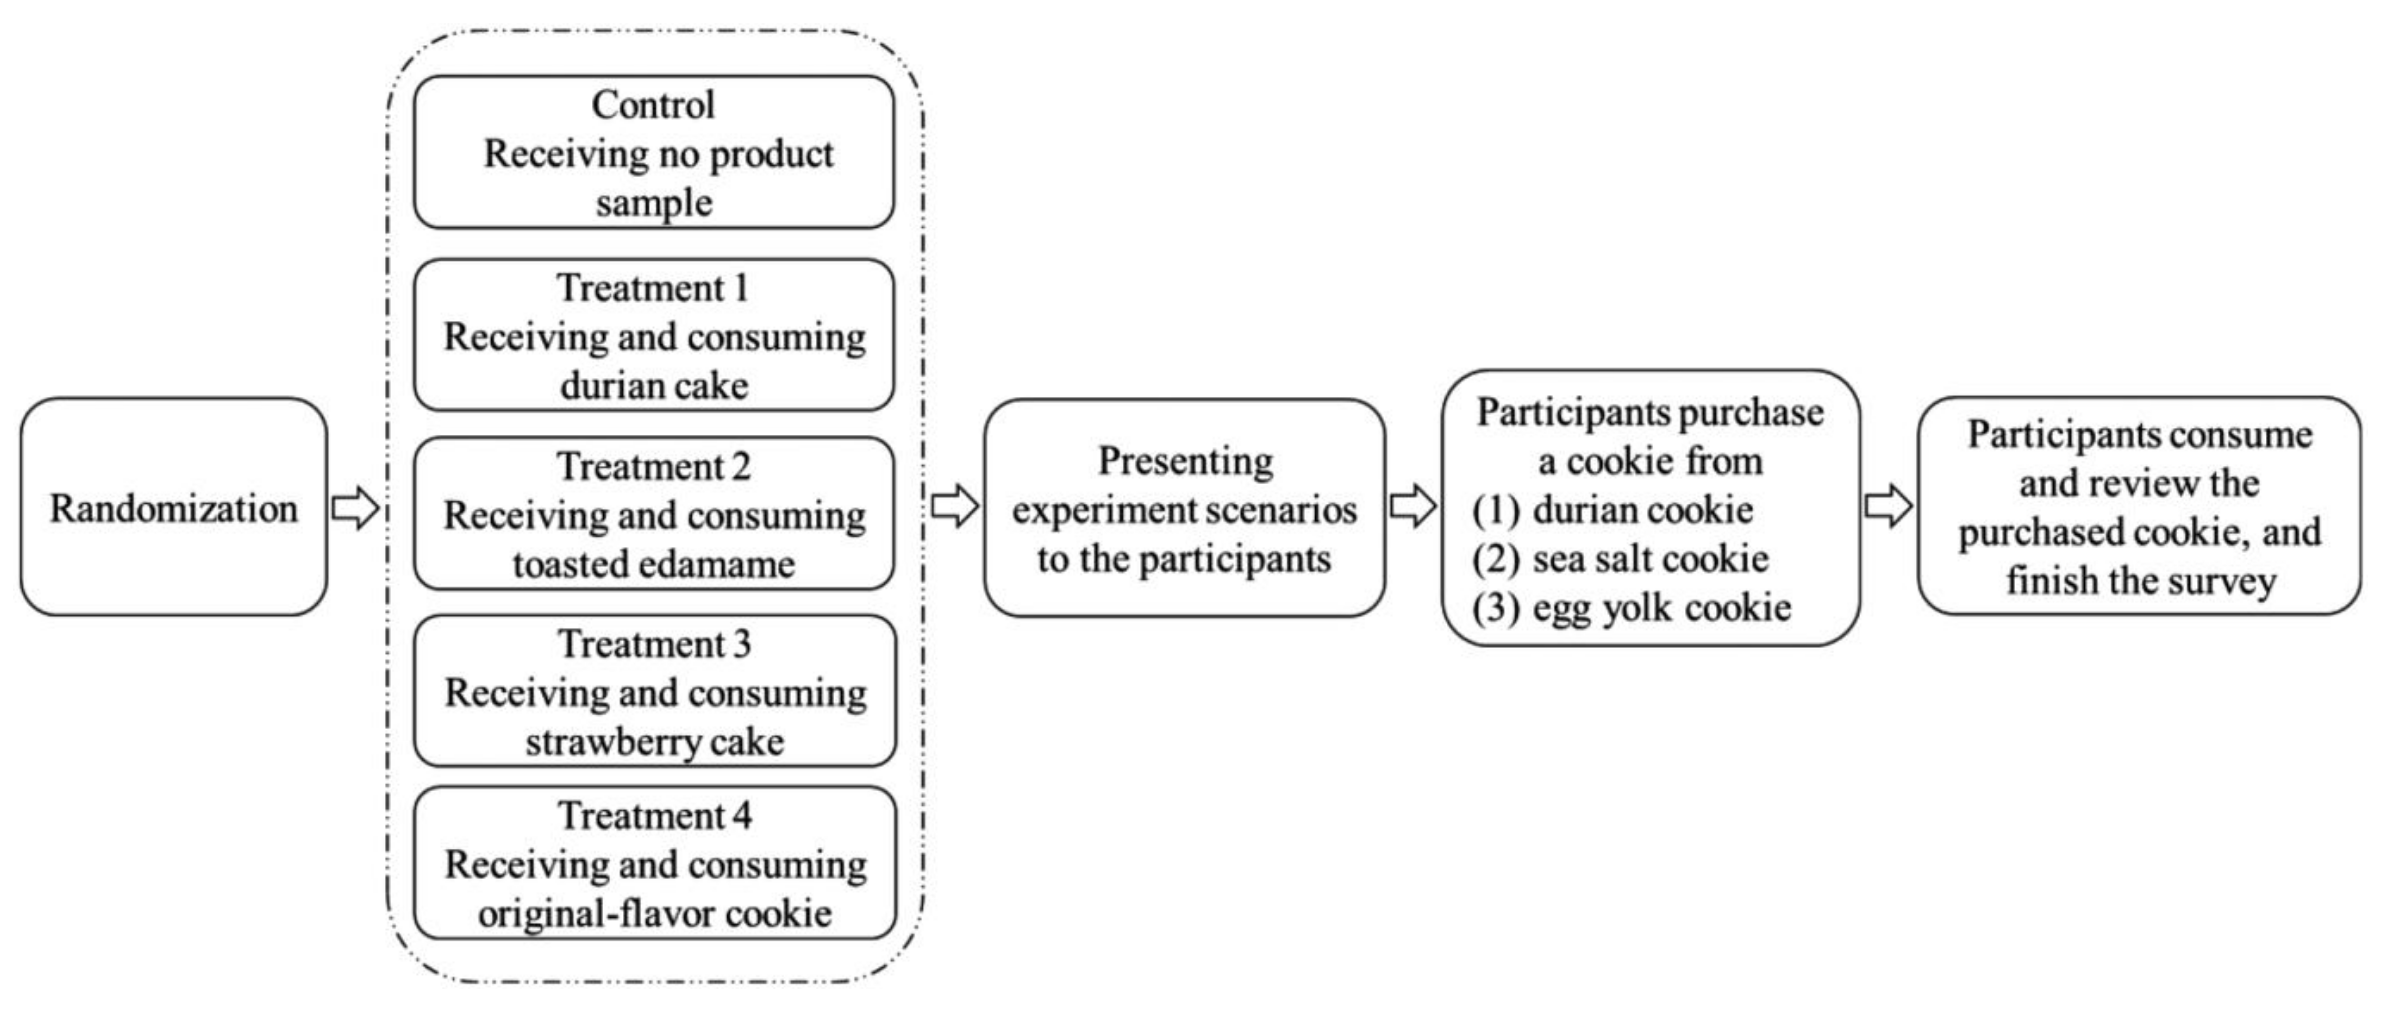 Randomization
Control
Receiving no product
sample
Treatment 1
Receiving and consuming
durian cake
Treatment 2
Receiving and consuming
toasted edamame
Treatment 3
Receiving and consuming
strawberry cake
Treatment 4
Receiving and consuming
original-flavor cookie
Presenting
experiment scenarios
to the participants
Participants purchase
a cookie from
(1) durian cookie
(2) sea salt cookie
(3) egg yolk cookie
Participants consume
and review the
purchased cookie, and
finish the survey